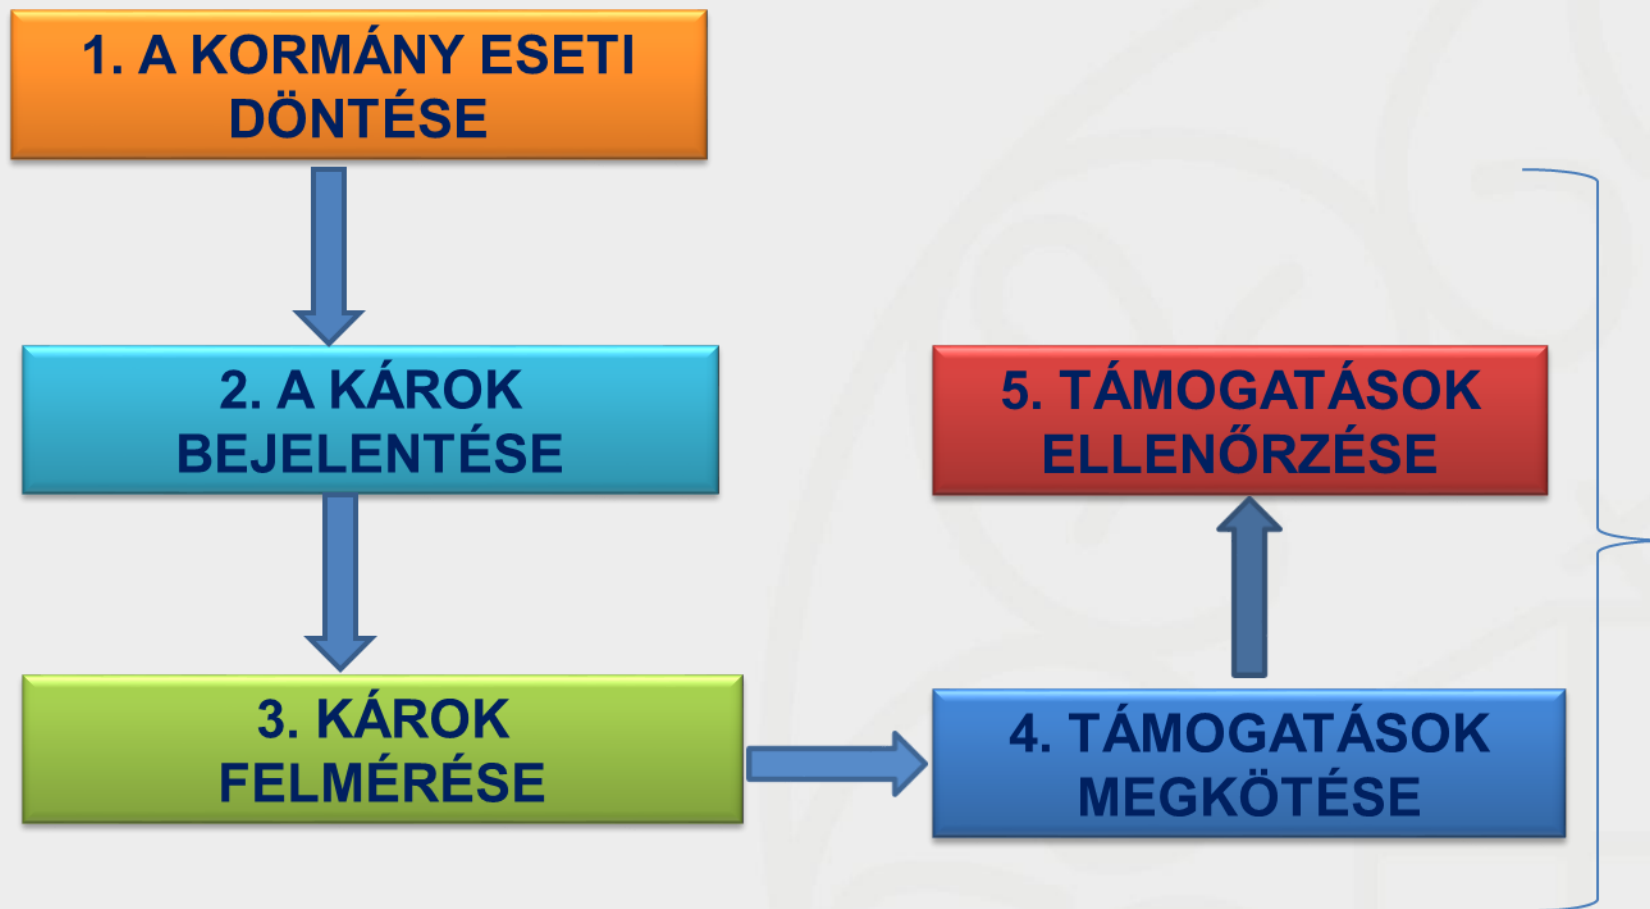 1. A KORMÁNY ESETI
DÖNTÉSE
2. A KÁROK
BEJELENTÉSE
3. KÁROK
FELMÉRÉSE
4. TÁMOGATÁSOK
MEGKÖTÉSE
5. TÁMOGATÁSOK
ELLENŐRZÉSE